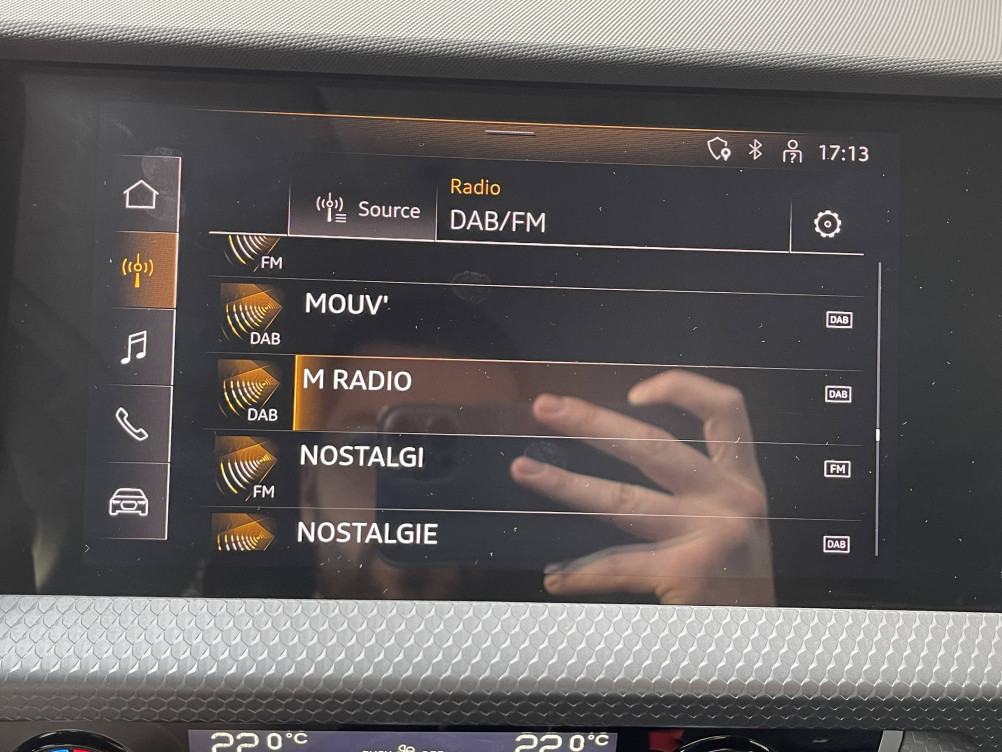 17:13
Source
Radio
DAB/FM
FM
MOUV'
DAB
DAB
M RADIO
DAB
DAB
NOSTALGI
FM
FM
NOSTALGIE
DAB
22.0°C
22.0°C